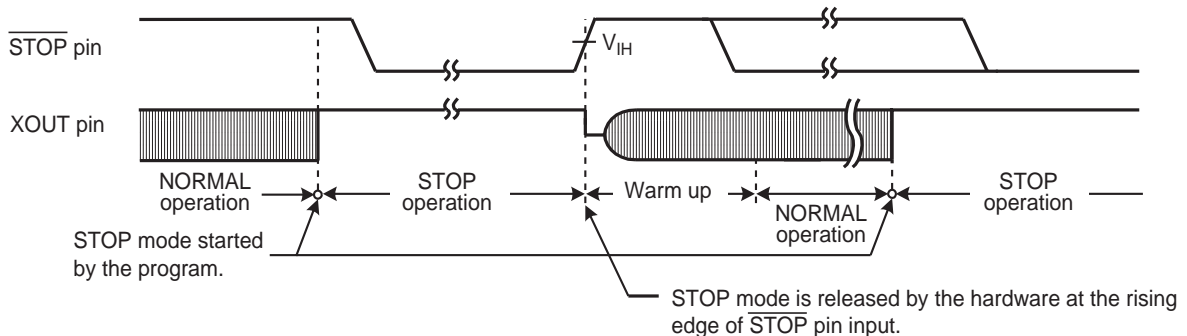 STOP pin
VIH
XOUT pin
NORMAL
operation
STOP
operation
Warm up
NORMAL
operation
STOP
operation
STOP mode started
by the program.
STOP mode is released by the hardware at the rising
edge of STOP pin input.